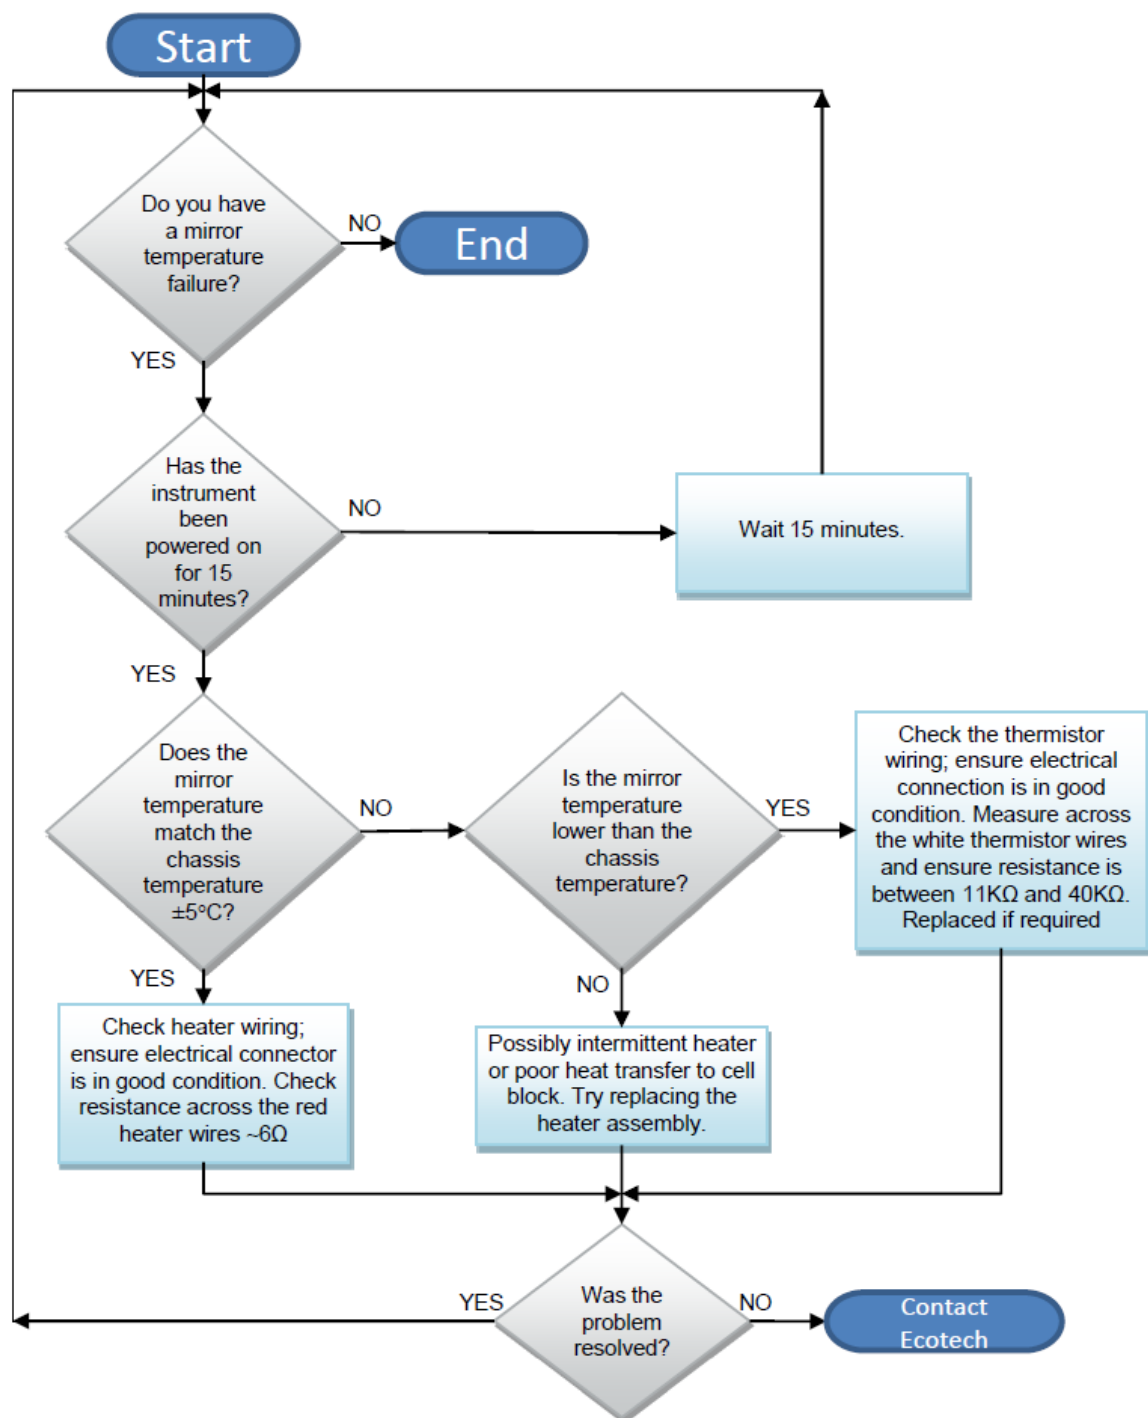 Start
Do you have
a mirror
temperature
failure?
NO
End
YES
Has the
instrument
been
powered on
for 15
minutes?
NO
Wait 15 minutes.
YES
Does the
mirror
temperature
match the
chassis
temperature
±5°C?
NO
Is the mirror
temperature
lower than the
chassis
temperature?
YES
Check the thermistor
wiring; ensure electrical
connection is in good
condition. Measure across
the white thermistor wires
and ensure resistance is
between 11KΩ and 40KΩ.
Replaced if required
YES
Check heater wiring;
ensure electrical connector
is in good condition. Check
resistance across the red
heater wires ~6Ω
NO
Possibly intermittent heater
or poor heat transfer to cell
block. Try replacing the
heater assembly.
YES
Was the
problem
resolved?
NO
Contact
Ecotech